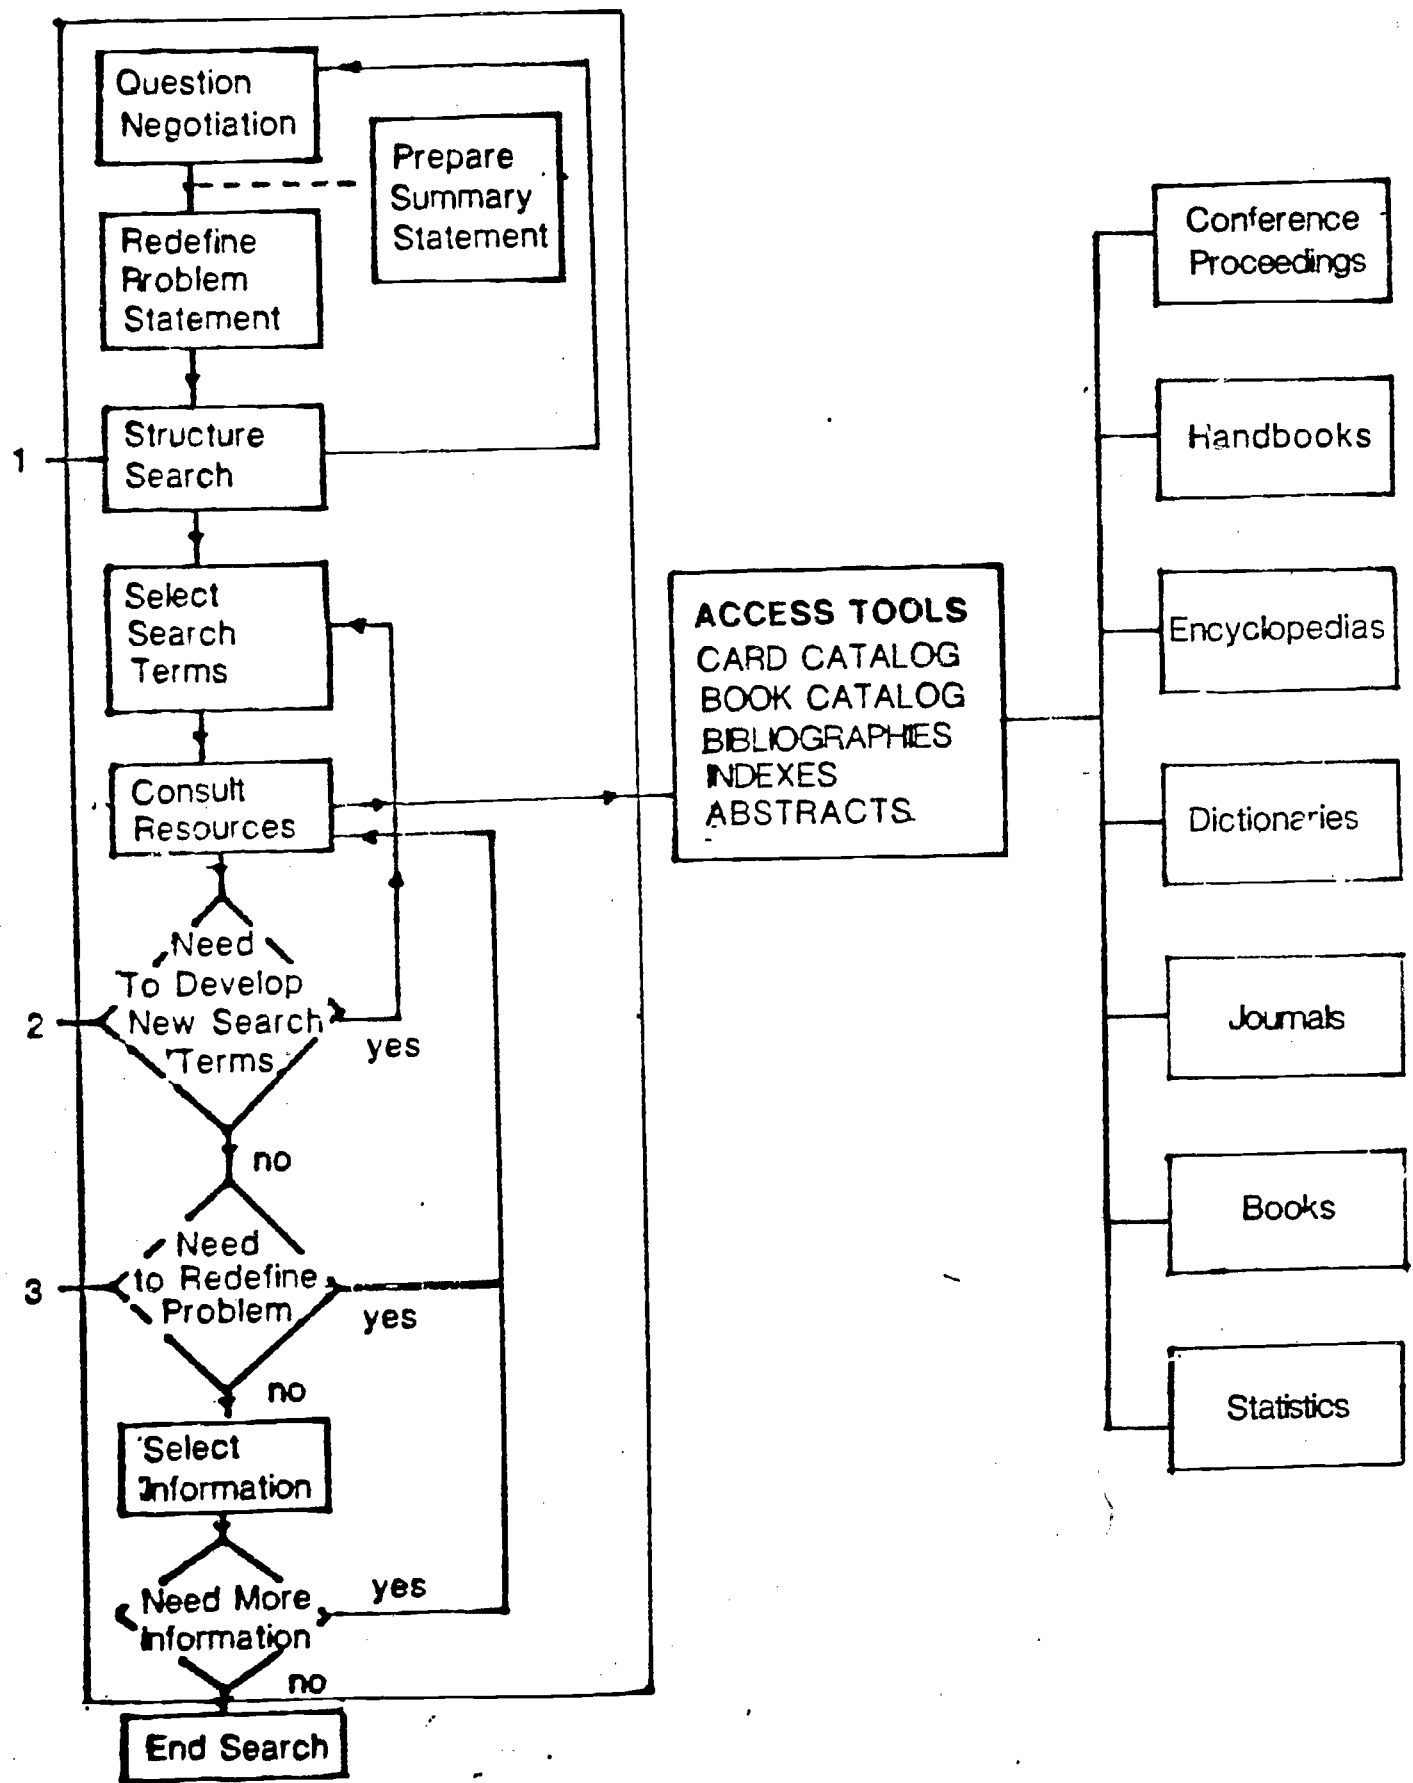 Question
Negotiation
Prepare
Summary
Statement
Redefine
Problem
Statement
1
Structure
Search
Select
Search
Terms
Consult
Resources
Need
To Develop
2
New Search
Terms
yes
no
Need
3
to Redefine
Problem
yes
no
Select
Information
Need More
Information
yes
no
End Search
ACCESS TOOLS
CARD CATALOG
BOOK CATALOG
BIBLIOGRAPHIES
INDEXES
ABSTRACTS
Conference
Proceedings
Handbooks
Encyclopedias
Dictionaries
Journals
Books
Statistics